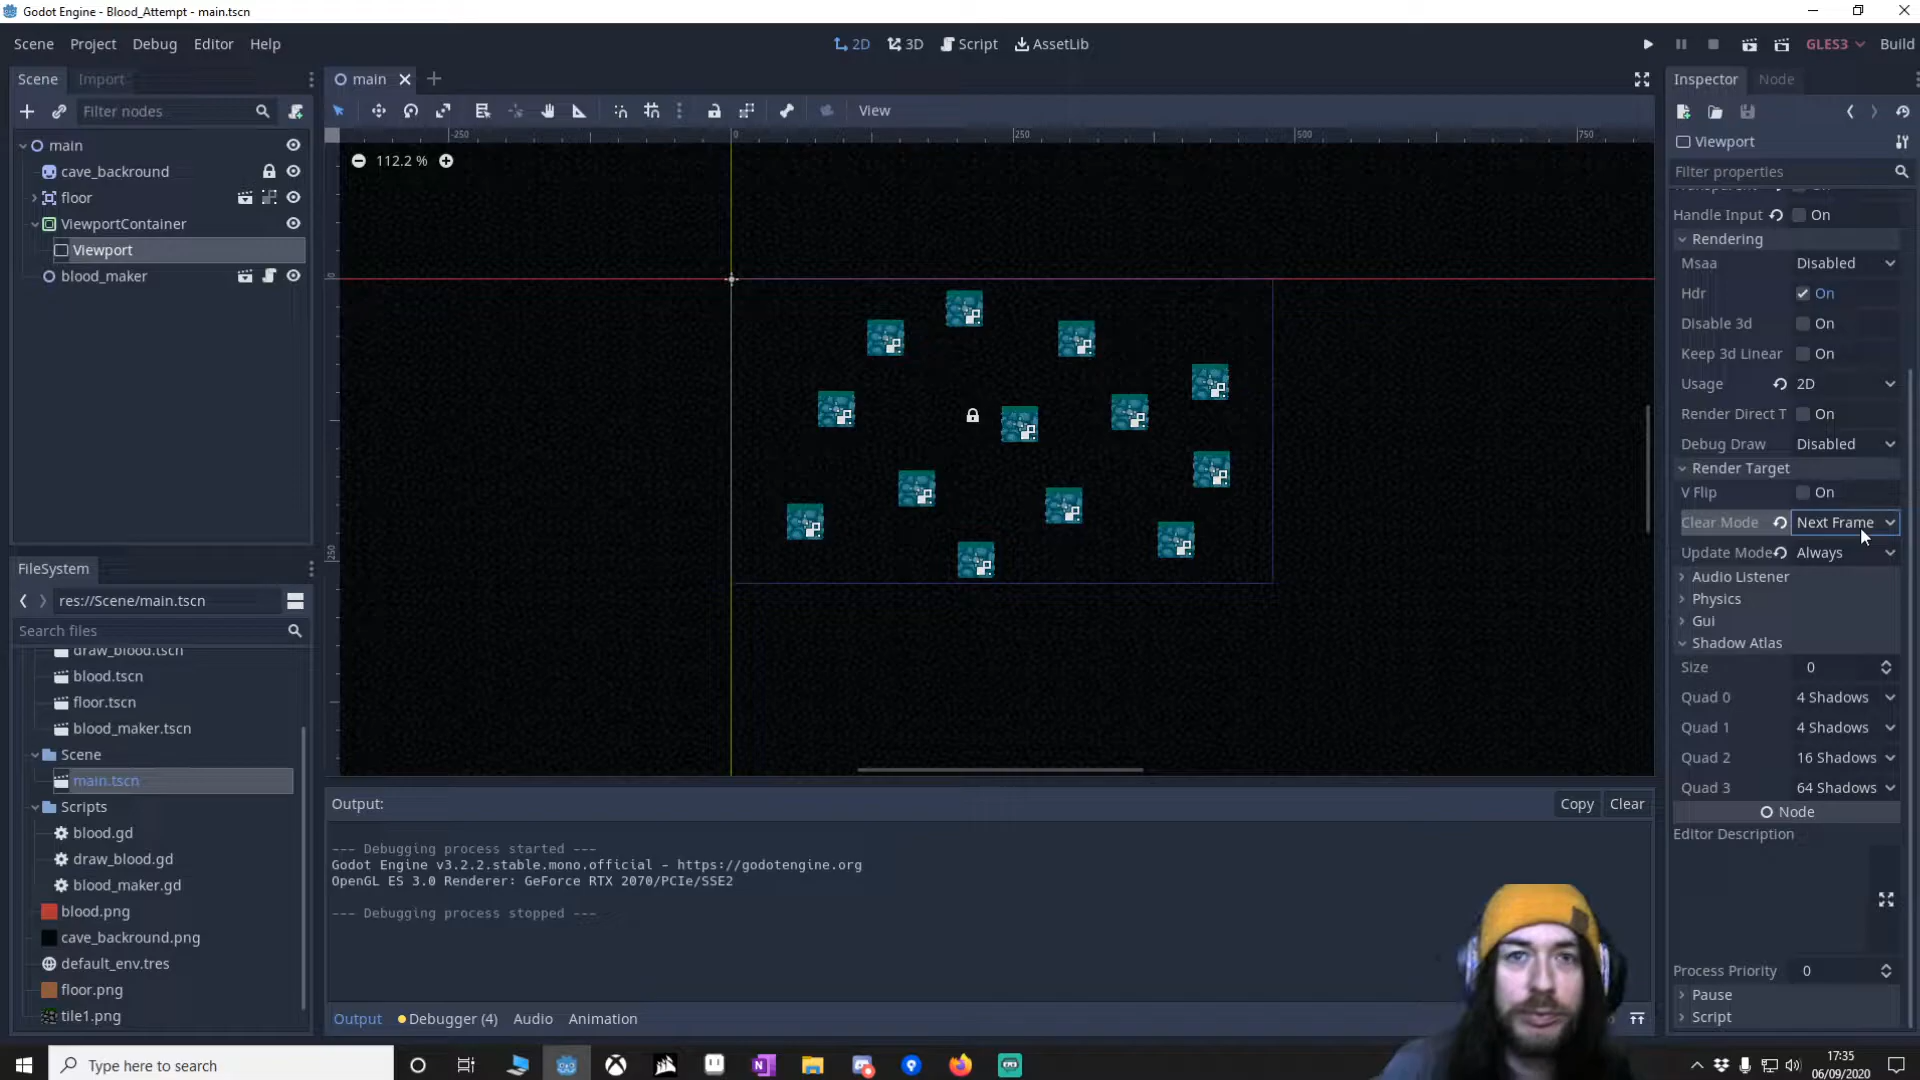 Godot Engine - Blood_Attempt - main.tscn
Scene Project Debug Editor Help
2D 3D Script AssetLib
GLES3 Build
Scene Import
main
Inspector Node
Filter nodes
View
Viewport
Filter properties
-250 0 250 500 750
112.2 %
main
cave_backround
floor
ViewportContainer
Viewport
blood_maker
0
250
Handle Input On
Rendering
Msaa Disabled
Hdr On
Disable 3d On
Keep 3d Linear On
Usage 2D
Render Direct T On
Debug Draw Disabled
Render Target
V Flip On
Clear Mode Next Frame
Update Mode Always
Audio Listener
Physics
Gui
Shadow Atlas
Size 0
Quad 0 4 Shadows
Quad 1 4 Shadows
Quad 2 16 Shadows
Quad 3 64 Shadows
Node
Editor Description
Process Priority 0
Pause
Script
FileSystem
res://Scene/main.tscn
Search files
draw_blood.tscn
blood.tscn
floor.tscn
blood_maker.tscn
Scene
main.tscn
Scripts
blood.gd
draw_blood.gd
blood_maker.gd
blood.png
cave_backround.png
default_env.tres
floor.png
tile1.png
Output:
Copy Clear
--- Debugging process started ---
Godot Engine v3.2.2.stable.mono.official - https://godotengine.org
OpenGL ES 3.0 Renderer: GeForce RTX 2070/PCIe/SSE2
--- Debugging process stopped ---
Output Debugger (4) Audio Animation
Type here to search
17:35
06/09/2020